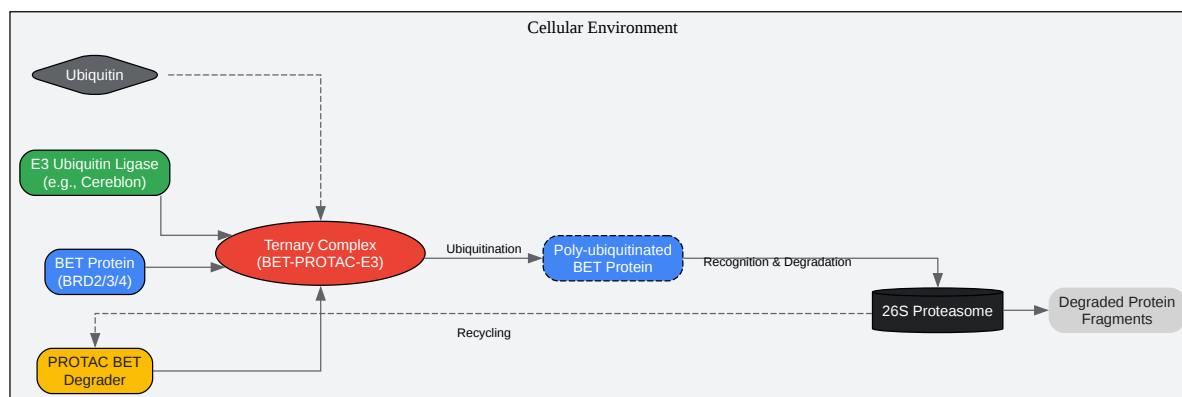 Cellular Environment
Ubiquitin
E3 Ubiquitin Ligase
(e.g., Cereblon)
BET Protein
(BRD2/3/4)
Ternary Complex
(BET-PROTAC-E3)
Ubiquitination
Poly-ubiquitinated
BET Protein
Recognition & Degradation
26S Proteasome
Degraded Protein
Fragments
Recycling
PROTAC BET
Degrader